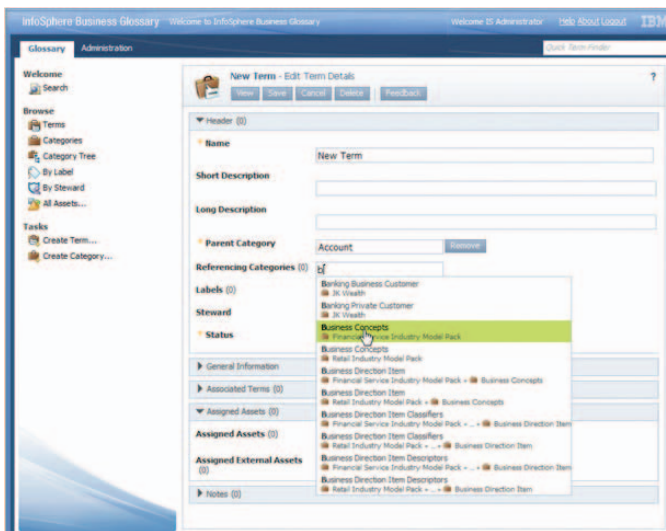 InfoSphere Business Glossary Welcome to InfoSphere Business Glossary Welcome IS Administrator Help About Logout IBM
Glossary Administration Quick Term Finder
Welcome
Search
Browse
Terms
Categories
Category Tree
By Label
By Steward
All Assets...
Tasks
Create Term...
Create Category...
New Term - Edit Term Details ?
View Save Cancel Delete Feedback
Header (0)
* Name
New Term
Short Description
Long Description
* Parent Category Account Remove
Referencing Categories (0) b
Labels (0)
Steward
* Status
General Information
Associated Terms (0)
Assigned Assets (0)
Assigned Assets (0)
Assigned External Assets
(0)
Notes (0)
Banking Business Customer
JK Wealth
Banking Private Customer
JK Wealth
Business Concepts
Financial Service Industry Model Pack
Business Concepts
Retail Industry Model Pack
Business Direction Item
Financial Service Industry Model Pack » Business Concepts
Business Direction Item
Retail Industry Model Pack » Business Concepts
Business Direction Item Classifiers
Financial Service Industry Model Pack » ... » Business Direction Item
Business Direction Item Classifiers
Retail Industry Model Pack » ... » Business Direction Item
Business Direction Item Descriptors
Financial Service Industry Model Pack » ... » Business Direction Item
Business Direction Item Descriptors
Retail Industry Model Pack » ... » Business Direction Item